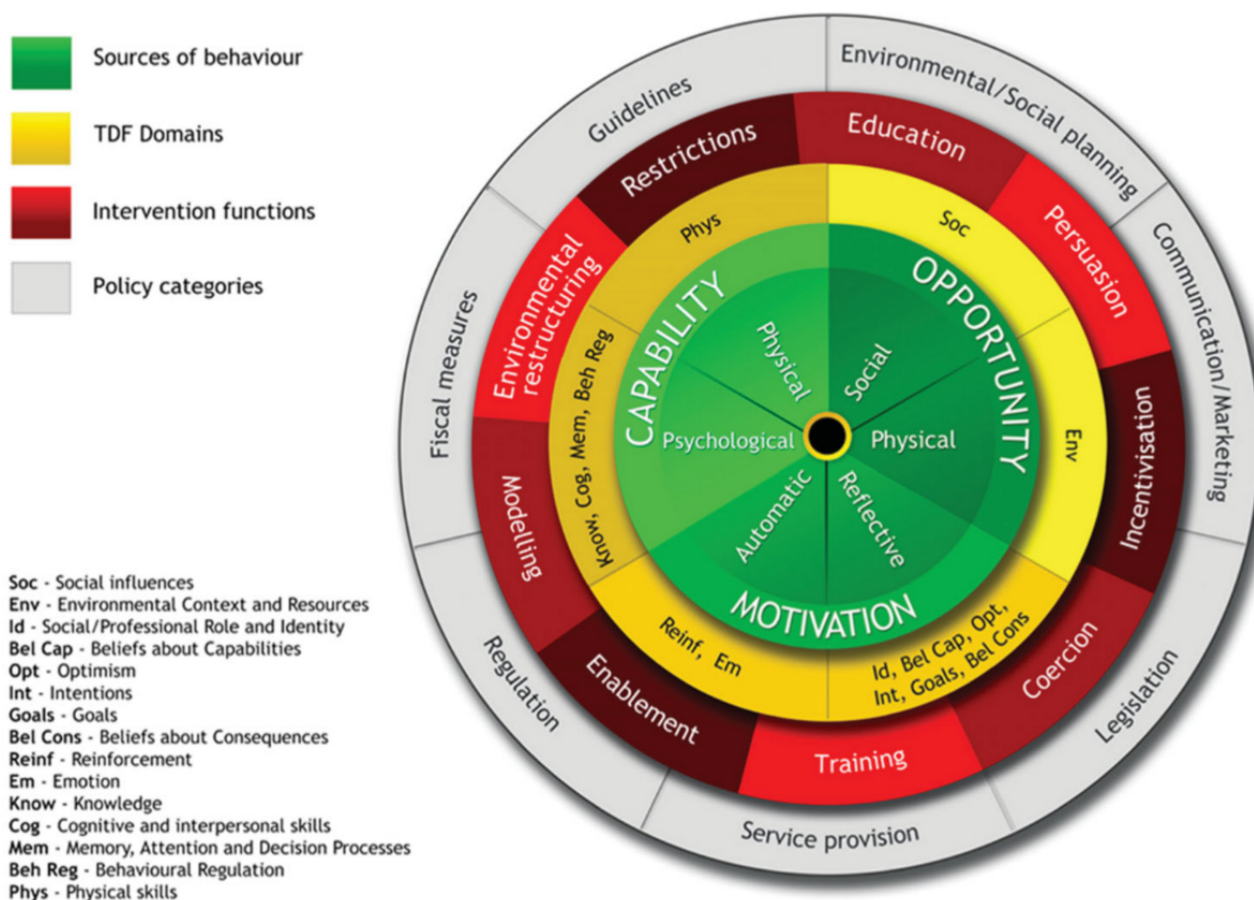 Sources of behaviour
TDF Domains
Intervention functions
Policy categories
Soc - Social influences
Env - Environmental Context and Resources
Id - Social/Professional Role and Identity
Bel Cap - Beliefs about Capabilities
Opt - Optimism
Int - Intentions
Goals - Goals
Bel Cons - Beliefs about Consequences
Reinf - Reinforcement
Em - Emotion
Know - Knowledge
Cog - Cognitive and interpersonal skills
Mem - Memory, Attention and Decision Processes
Beh Reg - Behavioural Regulation
Phys - Physical skills
Guidelines
Environmental/Social planning
Communication/Marketing
Legislation
Service provision
Regulation
Fiscal measures
Restrictions
Education
Persuasion
Incentivisation
Coercion
Training
Enablement
Modelling
Environmental
restructuring
Phys
Soc
Env
Id, Bel Cap, Opt,
Int, Goals, Bel Cons
Reinf, Em
Know, Cog, Mem, Beh Reg
CAPABILITY
OPPORTUNITY
MOTIVATION
Physical
Social
Physical
Reflective
Automatic
Psychological